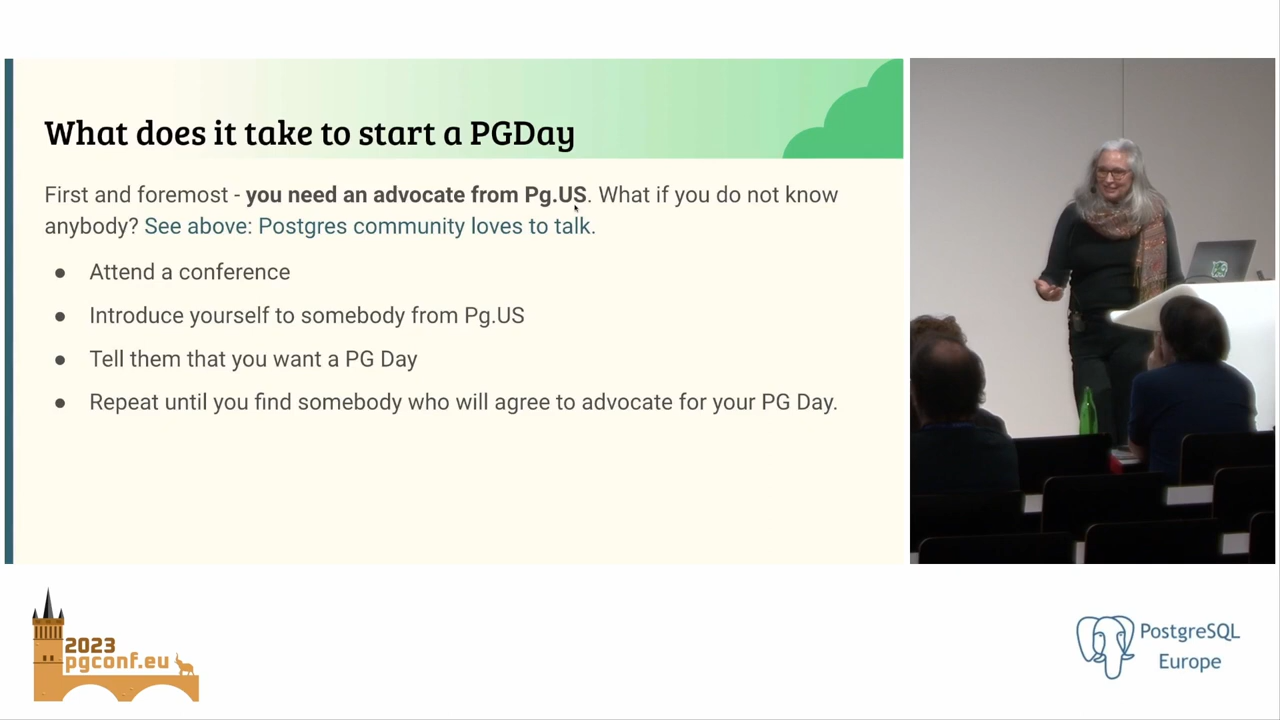 What does it take to start a PGDay
First and foremost - you need an advocate from Pg.US. What if you do not know
anybody? See above: Postgres community loves to talk.
● Attend a conference
● Introduce yourself to somebody from Pg.US
● Tell them that you want a PG Day
● Repeat until you find somebody who will agree to advocate for your PG Day.
2023
pgconf.eu
PostgreSQL
Europe